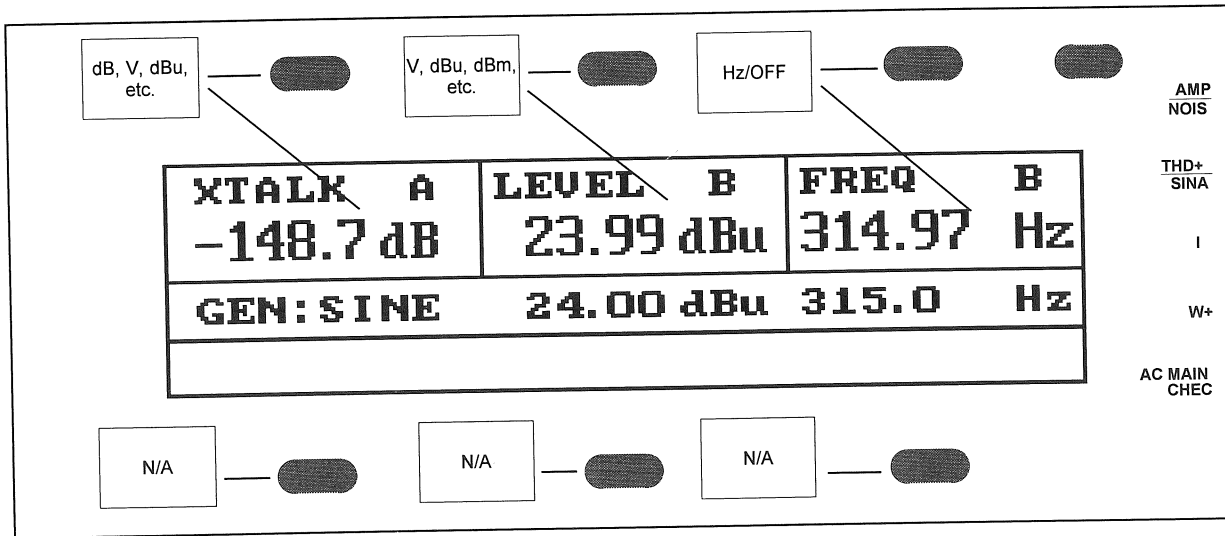 dB, V, dBu,
etc.
V, dBu, dBm,
etc.
Hz/OFF
AMP
NOIS
XTALK A
-148.7 dB
LEVEL B
23.99 dBu
FREQ B
314.97 Hz
THD+
SINA
I
GEN:SINE 24.00 dBu 315.0 Hz
W+
AC MAIN
CHEC
N/A
N/A
N/A